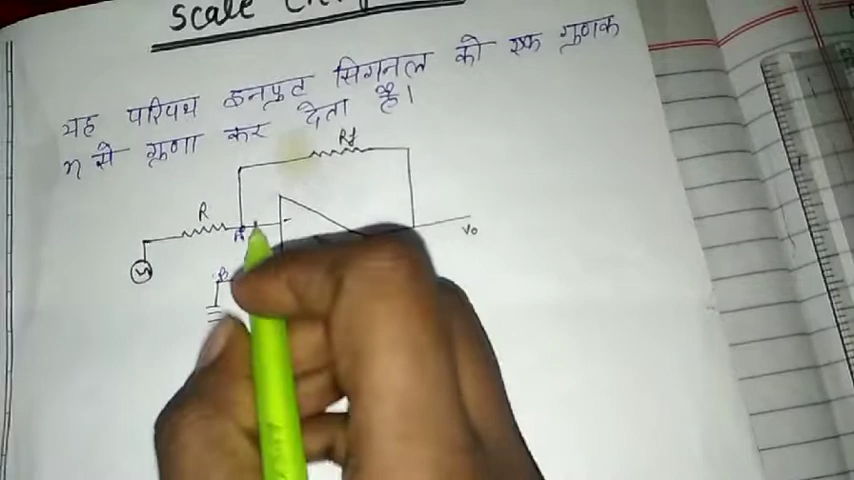 Scale
यह परिपथ इनपुट सिगनल को एक गुणक
n से गुणा कर देता है।
Rf
R
-
A
B
Vo